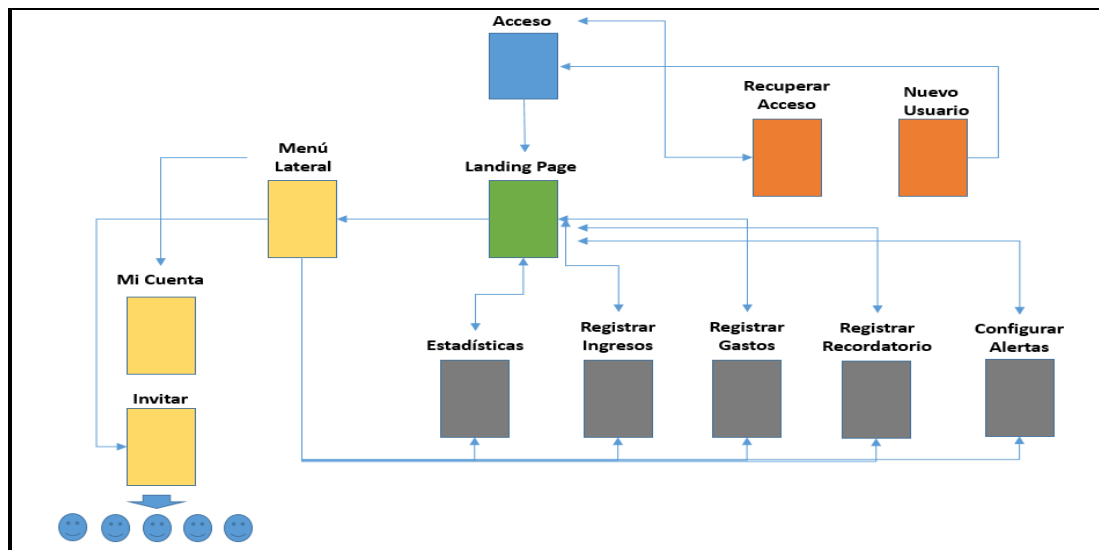 Acceso
Recuperar
Acceso
Nuevo
Usuario
Menú
Lateral
Landing Page
Mi Cuenta
Estadísticas
Registrar
Ingresos
Registrar
Gastos
Registrar
Recordatorio
Configurar
Alertas
Invitar